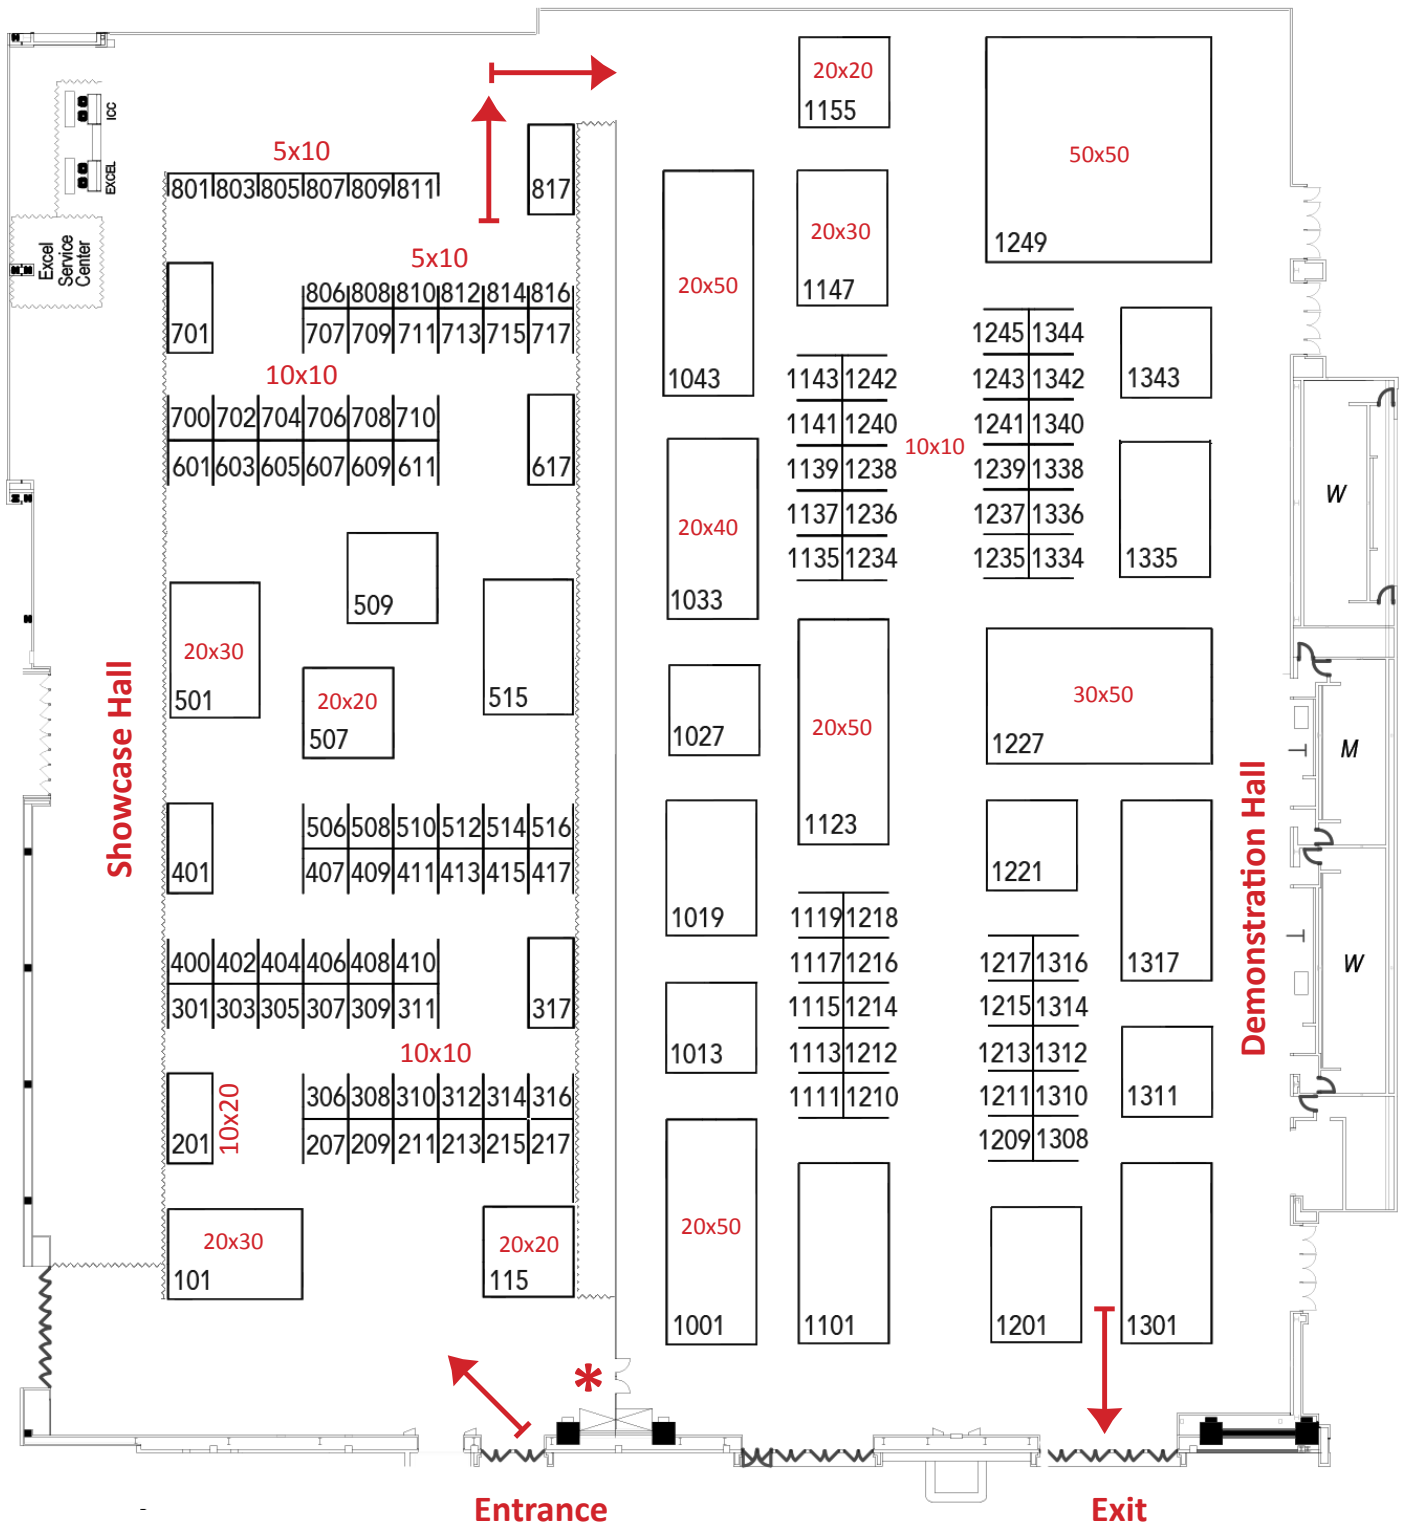 20x20
1155
50x50
1249
ICC
EXCEL
Excel
Service
Center
5x10
801 803 805 807 809 811
817
20x50
1043
20x30
1147
5x10
806 808 810 812 814 816
707 709 711 713 715 717
701
10x10
700 702 704 706 708 710
601 603 605 607 609 611
617
1245 1344
1243 1342
1241 1340
1239 1338
1237 1336
1235 1334
1343
1143 1242
1141 1240
1139 1238
1137 1236
1135 1234
10x10
20x40
1033
1335
W
509
20x30
501
515
20x20
507
Showcase Hall
1027
20x50
1123
30x50
1227
M
Demonstration Hall
506 508 510 512 514 516
407 409 411 413 415 417
401
1019
1221
1317
W
400 402 404 406 408 410
301 303 305 307 309 311
317
1119 1218
1117 1216
1115 1214
1113 1212
1111 1210
1217 1316
1215 1314
1213 1312
1211 1310
1209 1308
1013
1311
10x10
201
10x20
306 308 310 312 314 316
207 209 211 213 215 217
20x30
101
20x20
115
20x50
1001
1101
1201
1301
*
Entrance
Exit